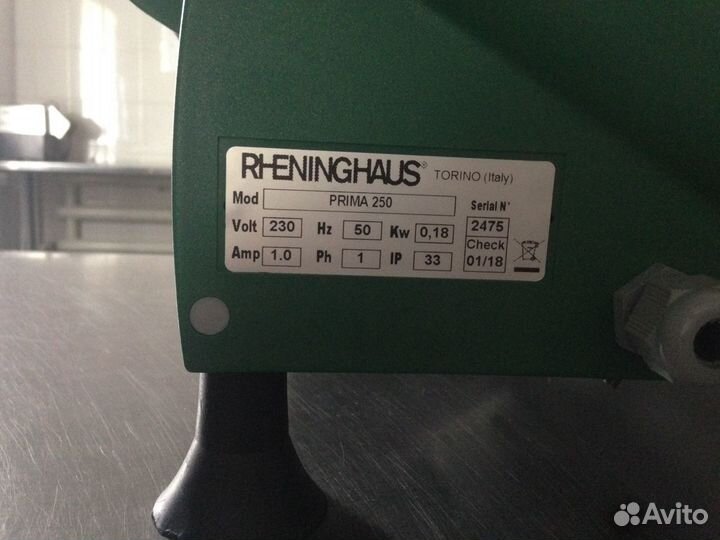 RHENINGHAUS® TORINO (Italy)
Mod PRIMA 250 Serial N°
Volt 230 Hz 50 Kw 0,18 2475
Amp 1.0 Ph 1 IP 33 Check 01/18
Avito